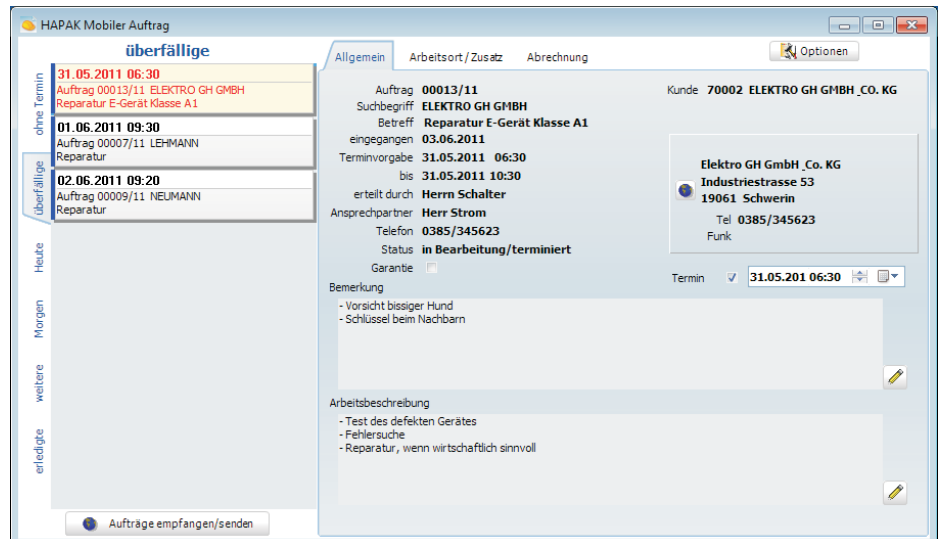 HAPAK Mobiler Auftrag
überfällige
ohne Termin
überfällige
Heute
Morgen
weitere
erledigte
31.05.2011 06:30
Auftrag 00013/11 ELEKTRO GH GMBH
Reparatur E-Gerät Klasse A1
01.06.2011 09:30
Auftrag 00007/11 LEHMANN
Reparatur
02.06.2011 09:20
Auftrag 00009/11 NEUMANN
Reparatur
Aufträge empfangen/senden
Allgemein Arbeitsort/Zusatz Abrechnung
Optionen
Auftrag 00013/11
Suchbegriff ELEKTRO GH GMBH
Betreff Reparatur E-Gerät Klasse A1
eingegangen 03.06.2011
Terminvorgabe 31.05.2011 06:30
bis 31.05.2011 10:30
erteilt durch Herrn Schalter
Ansprechpartner Herr Strom
Telefon 0385/345623
Status in Bearbeitung/terminiert
Garantie
Kunde 70002 ELEKTRO GH GMBH_CO. KG
Elektro GH GmbH_Co. KG
Industriestrasse 53
19061 Schwerin
Tel 0385/345623
Funk
Termin 31.05.201 06:30
Bemerkung
- Vorsicht bissiger Hund
- Schlüssel beim Nachbarn
Arbeitsbeschreibung
- Test des defekten Gerätes
- Fehlersuche
- Reparatur, wenn wirtschaftlich sinnvoll